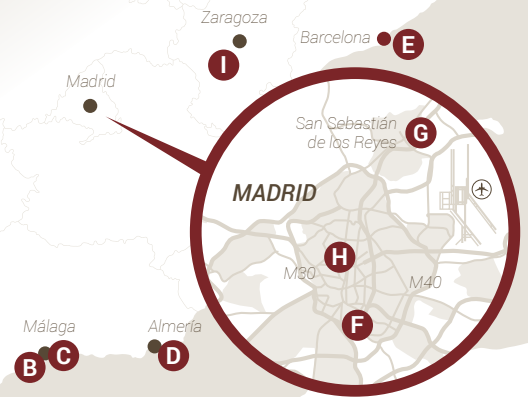 Zaragoza
Barcelona
E
I
Madrid
San Sebastián
de los Reyes
G
MADRID
H
M30
M40
F
Málaga
Almería
B
C
D